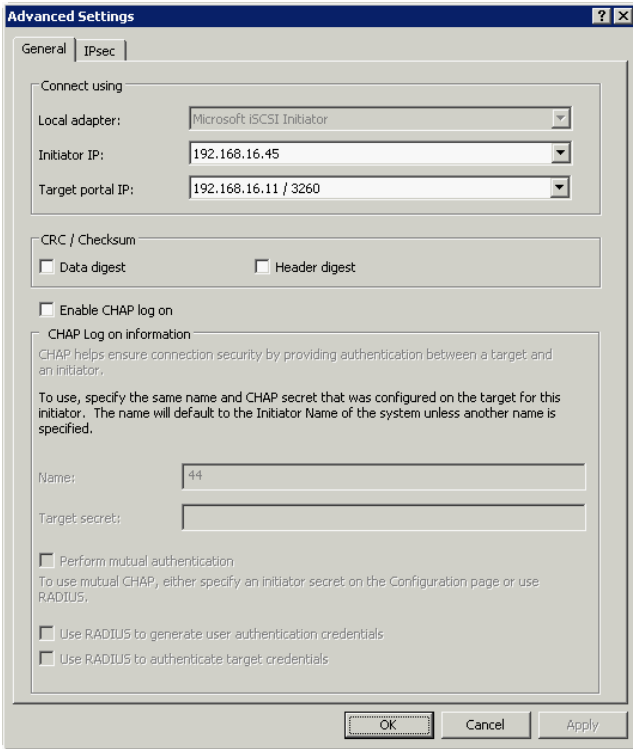 Advanced Settings
General
IPsec
Connect using
Local adapter:
Microsoft iSCSI Initiator
Initiator IP:
192.168.16.45
Target portal IP:
192.168.16.11 / 3260
CRC / Checksum
Data digest
Header digest
Enable CHAP log on
CHAP Log on information
CHAP helps ensure connection security by providing authentication between a target and
an initiator.
To use, specify the same name and CHAP secret that was configured on the target for this
initiator. The name will default to the Initiator Name of the system unless another name is
specified.
Name:
44
Target secret:
Perform mutual authentication
To use mutual CHAP, either specify an initiator secret on the Configuration page or use
RADIUS.
Use RADIUS to generate user authentication credentials
Use RADIUS to authenticate target credentials
OK
Cancel
Apply